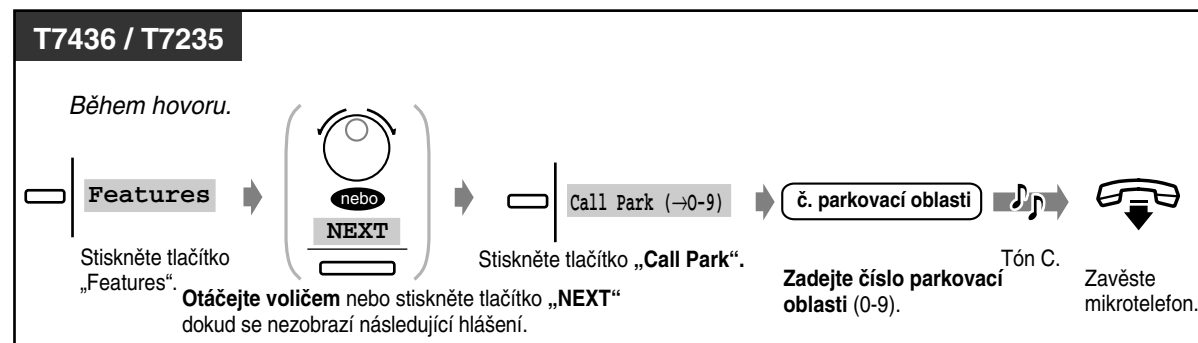 T7436 / T7235
Během hovoru.
Features
Stiskněte tlačítko
„Features“.
nebo
NEXT
Otáčejte voličem nebo stiskněte tlačítko „NEXT“
dokud se nezobrazí následující hlášení.
Call Park (→0-9)
Stiskněte tlačítko „Call Park“.
č. parkovací oblasti
Zadejte číslo parkovací
oblasti (0-9).
Tón C.
Zavěste
mikrotelefon.